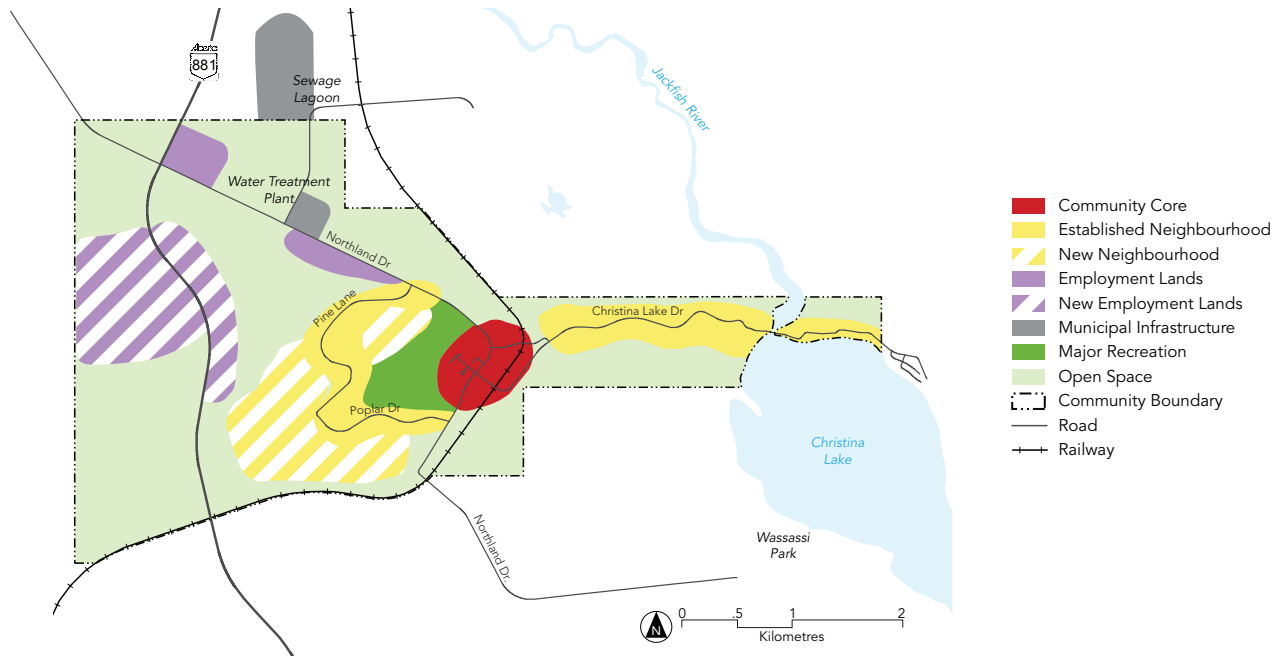 Alberta
881
Sewage
Lagoon
Jackfish River
Water Treatment
Plant
Northland Dr
Pine Lane
Christina Lake Dr
Poplar Dr
Christina
Lake
Northland Dr.
Wassassi
Park
N
0 .5 1 2
Kilometres
Community Core
Established Neighbourhood
New Neighbourhood
Employment Lands
New Employment Lands
Municipal Infrastructure
Major Recreation
Open Space
Community Boundary
Road
Railway